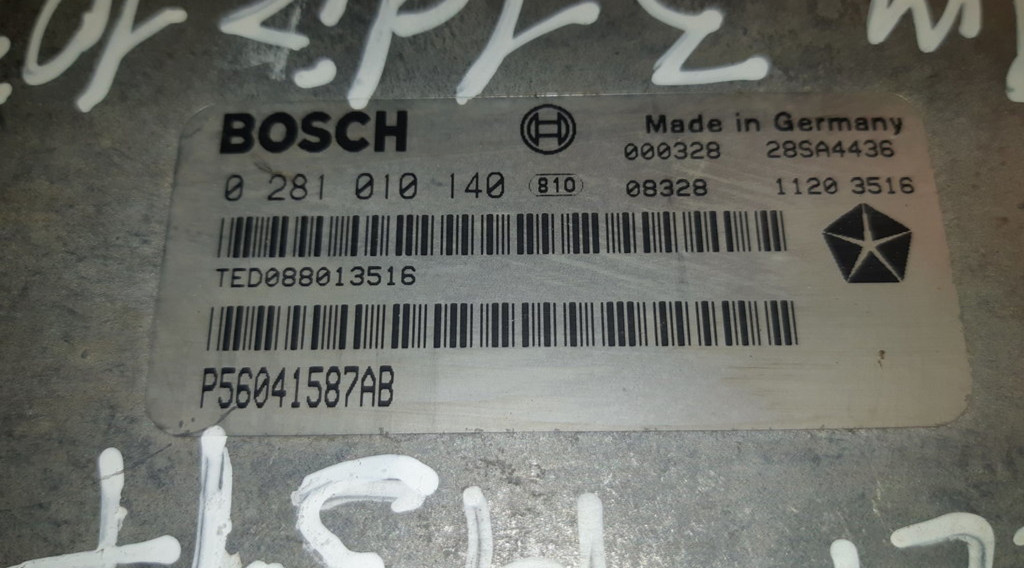 BOSCH
Made in Germany
000328 28SA4436
0 281 010 140 810 08328 1120 3516
TED088013516
P56041587AB